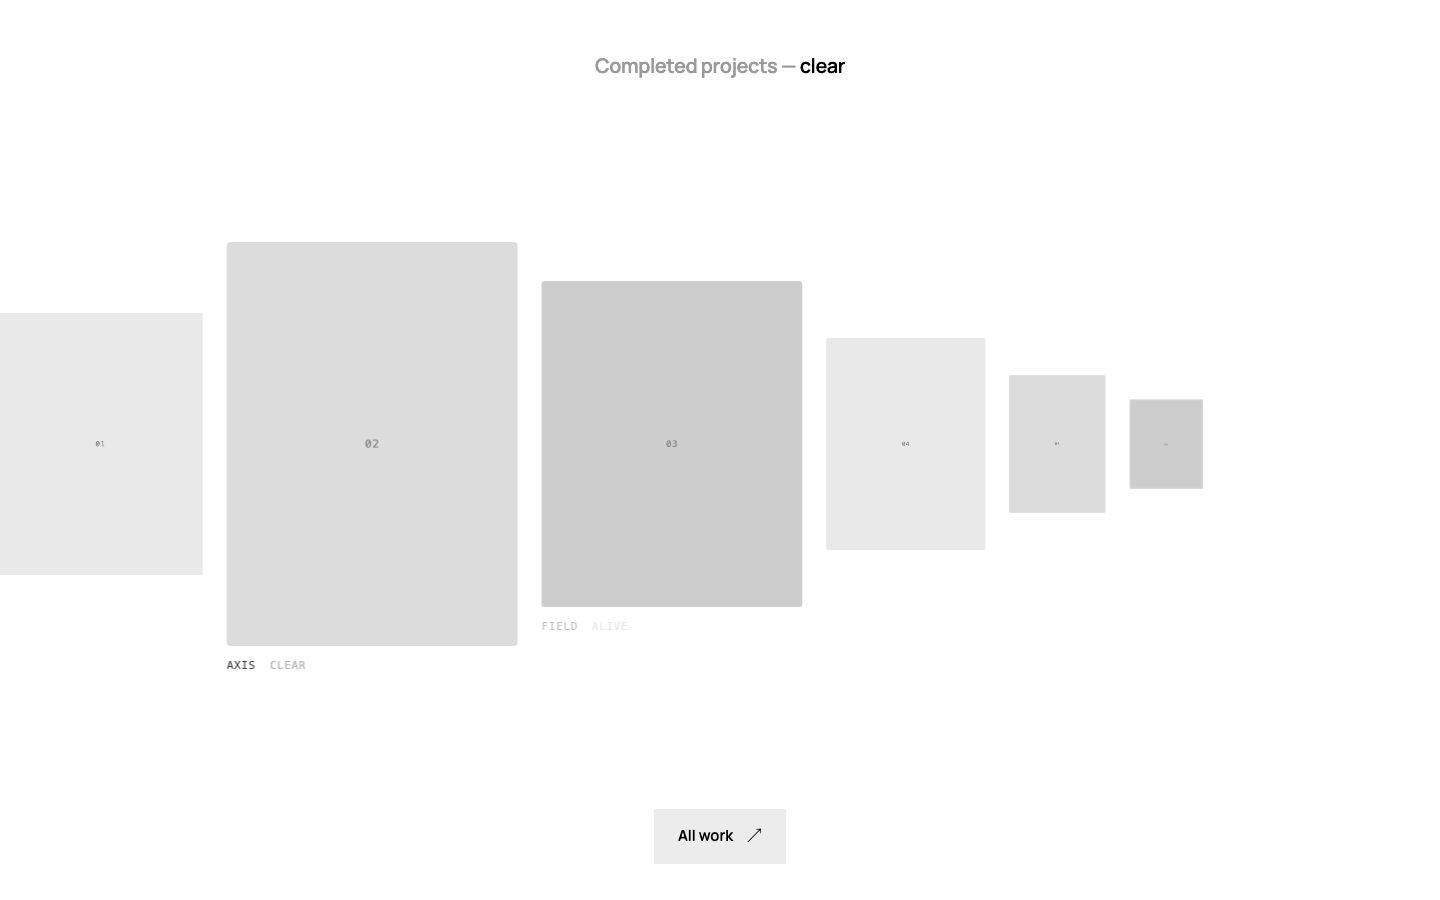 Completed projects — clear
01
02
03
04
AXIS CLEAR
FIELD ALIVE
All work